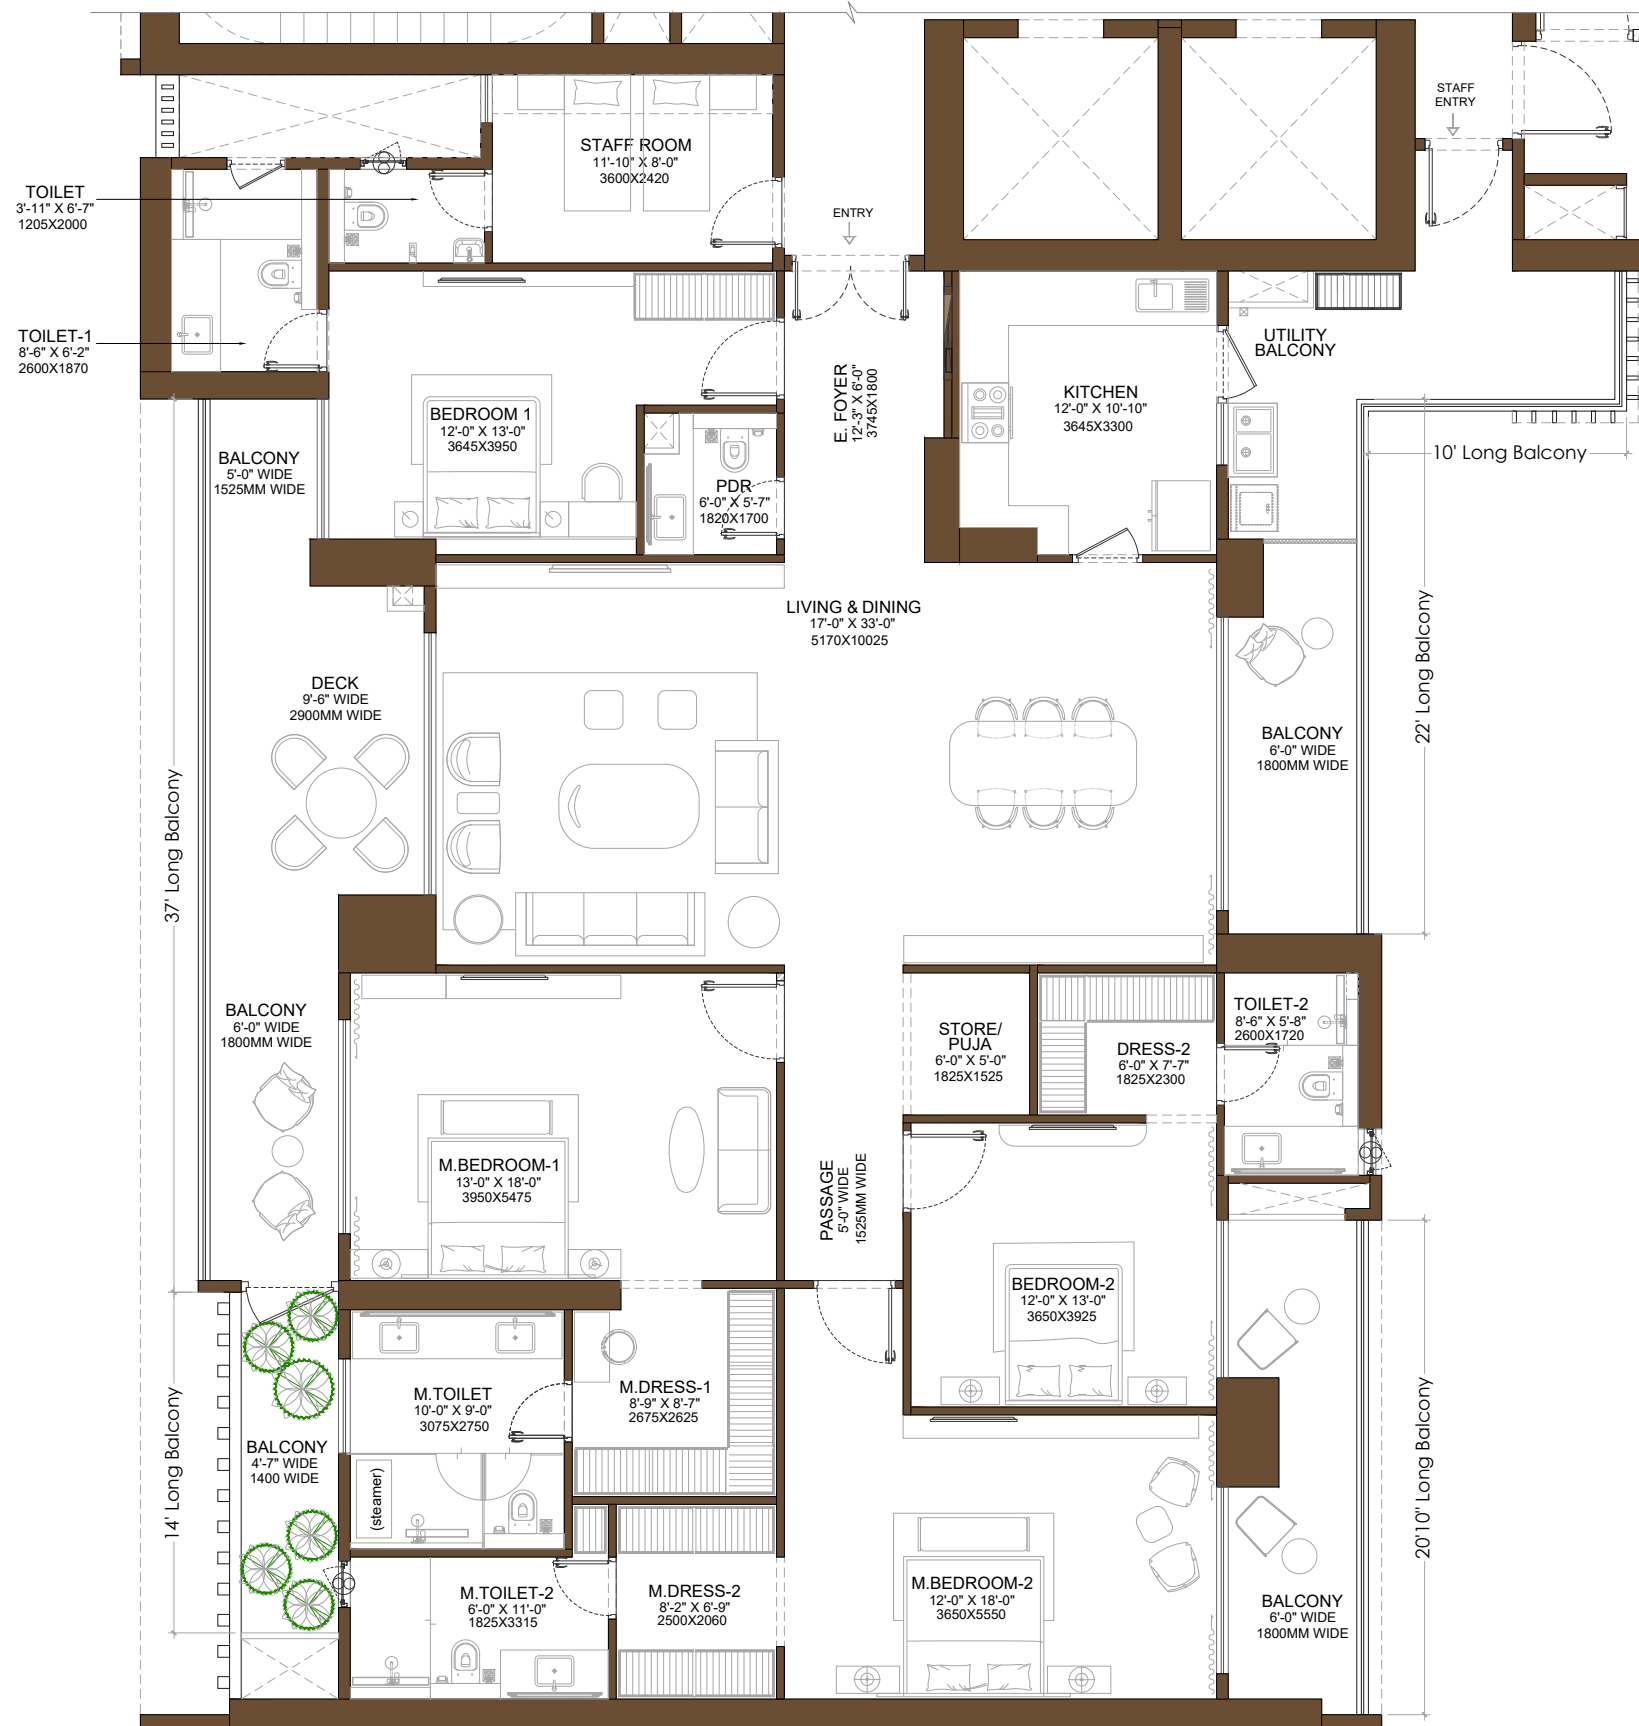 STAFF
ENTRY
STAFF ROOM
11'-10" X 8'-0"
3600X2420
TOILET
3'-11" X 6'-7"
1205X2000
ENTRY
TOILET-1
8'-6" X 6'-2"
2600X1870
UTILITY
BALCONY
E. FOYER
12'-3" X 6'-0"
3745X1800
KITCHEN
12'-0" X 10'-10"
3645X3300
BEDROOM 1
12'-0" X 13'-0"
3645X3950
BALCONY
5'-0" WIDE
1525MM WIDE
10' Long Balcony
PDR
6'-0" X 5'-7"
1820X1700
LIVING & DINING
17'-0" X 33'-0"
5170X10025
22' Long Balcony
DECK
9'-6" WIDE
2900MM WIDE
BALCONY
6'-0" WIDE
1800MM WIDE
37' Long Balcony
BALCONY
6'-0" WIDE
1800MM WIDE
STORE/
PUJA
6'-0" X 5'-0"
1825X1525
DRESS-2
6'-0" X 7'-7"
1825X2300
TOILET-2
8'-6" X 5'-8"
2600X1720
M.BEDROOM-1
13'-0" X 18'-0"
3950X5475
PASSAGE
5'-0" WIDE
1525MM WIDE
BEDROOM-2
12'-0" X 13'-0"
3650X3925
M.TOILET
10'-0" X 9'-0"
3075X2750
M.DRESS-1
8'-9" X 8'-7"
2675X2625
14' Long Balcony
BALCONY
4'-7" WIDE
1400 WIDE
(steamer)
20'10" Long Balcony
M.TOILET-2
6'-0" X 11'-0"
1825X3315
M.DRESS-2
8'-2" X 6'-9"
2500X2060
M.BEDROOM-2
12'-0" X 18'-0"
3650X5550
BALCONY
6'-0" WIDE
1800MM WIDE